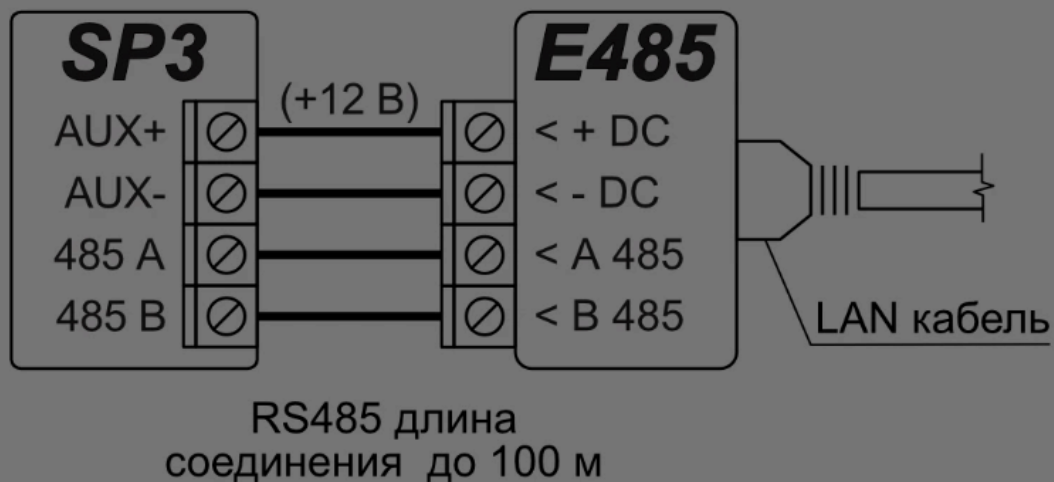 SP3
E485
(+12 В)
AUX+
< + DC
AUX-
< - DC
485 A
< A 485
485 B
< B 485
LAN кабель
RS485 длина
соединения до 100 м